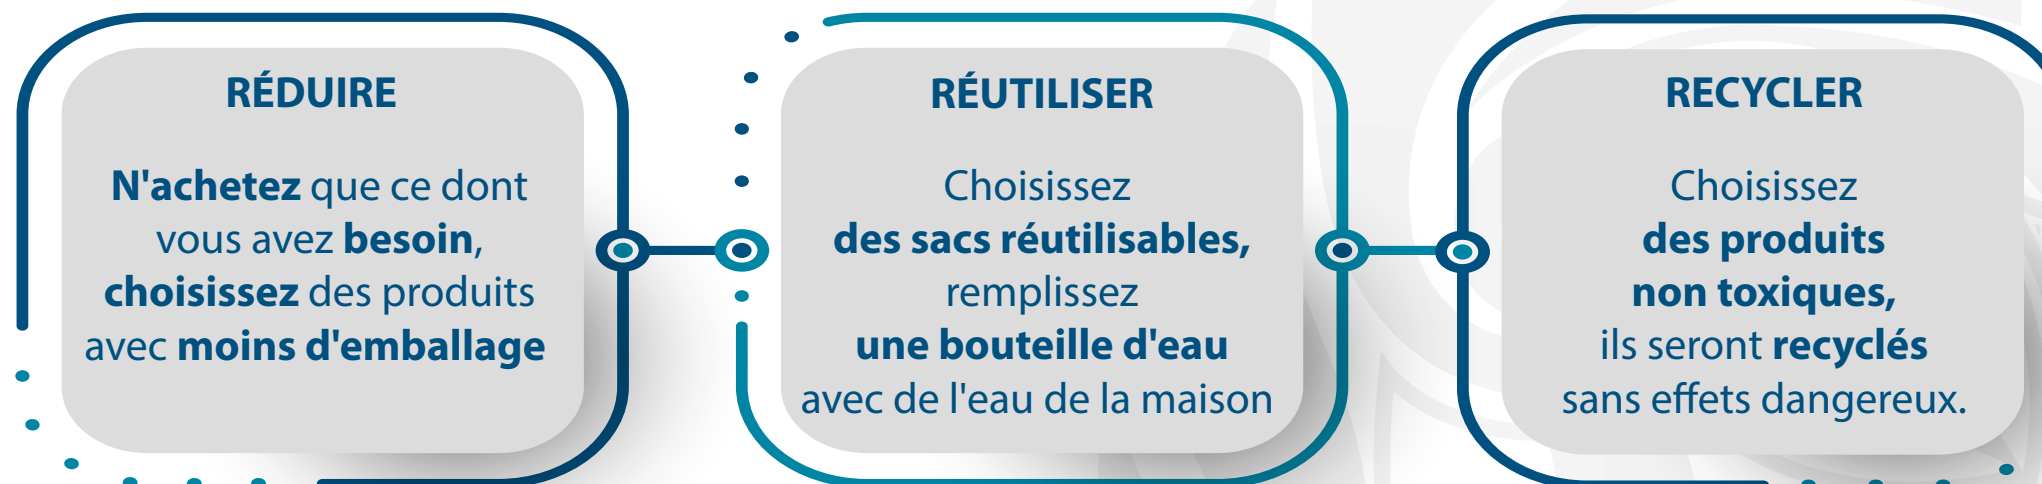 RÉDUIRE
N'achetez que ce dont
vous avez besoin,
choisissez des produits
avec moins d'emballage
RÉUTILISER
Choisissez
des sacs réutilisables,
remplissez
une bouteille d'eau
avec de l'eau de la maison
RECYCLER
Choisissez
des produits
non toxiques,
ils seront recyclés
sans effets dangereux.